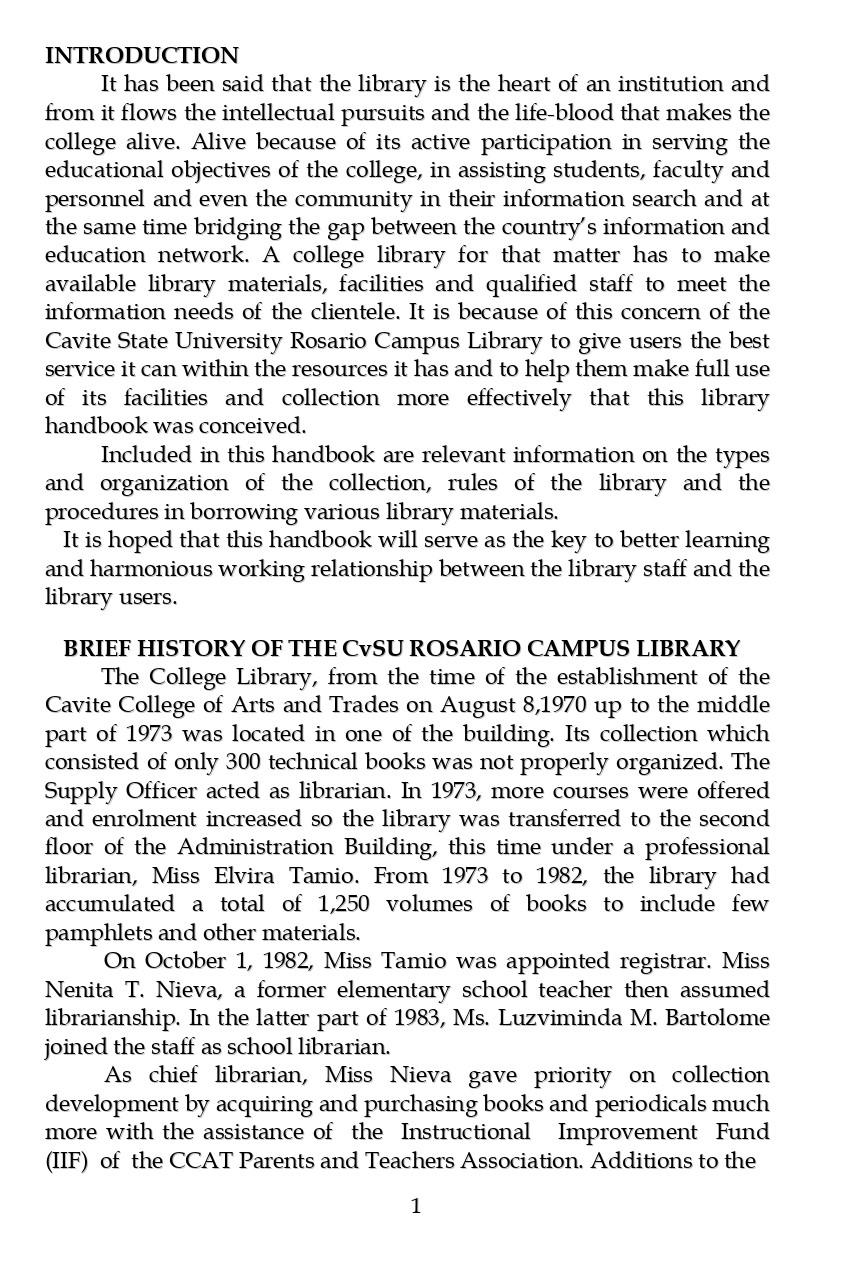 INTRODUCTION
It has been said that the library is the heart of an institution and
from it flows the intellectual pursuits and the life-blood that makes the
college alive. Alive because of its active participation in serving the
educational objectives of the college, in assisting students, faculty and
personnel and even the community in their information search and at
the same time bridging the gap between the country’s information and
education network. A college library for that matter has to make
available library materials, facilities and qualified staff to meet the
information needs of the clientele. It is because of this concern of the
Cavite State University Rosario Campus Library to give users the best
service it can within the resources it has and to help them make full use
of its facilities and collection more effectively that this library
handbook was conceived.
Included in this handbook are relevant information on the types
and organization of the collection, rules of the library and the
procedures in borrowing various library materials.
It is hoped that this handbook will serve as the key to better learning
and harmonious working relationship between the library staff and the
library users.
BRIEF HISTORY OF THE CvSU ROSARIO CAMPUS LIBRARY
The College Library, from the time of the establishment of the
Cavite College of Arts and Trades on August 8,1970 up to the middle
part of 1973 was located in one of the building. Its collection which
consisted of only 300 technical books was not properly organized. The
Supply Officer acted as librarian. In 1973, more courses were offered
and enrolment increased so the library was transferred to the second
floor of the Administration Building, this time under a professional
librarian, Miss Elvira Tamio. From 1973 to 1982, the library had
accumulated a total of 1,250 volumes of books to include few
pamphlets and other materials.
On October 1, 1982, Miss Tamio was appointed registrar. Miss
Nenita T. Nieva, a former elementary school teacher then assumed
librarianship. In the latter part of 1983, Ms. Luzviminda M. Bartolome
joined the staff as school librarian.
As chief librarian, Miss Nieva gave priority on collection
development by acquiring and purchasing books and periodicals much
more with the assistance of the Instructional Improvement Fund
(IIF) of the CCAT Parents and Teachers Association. Additions to the
1